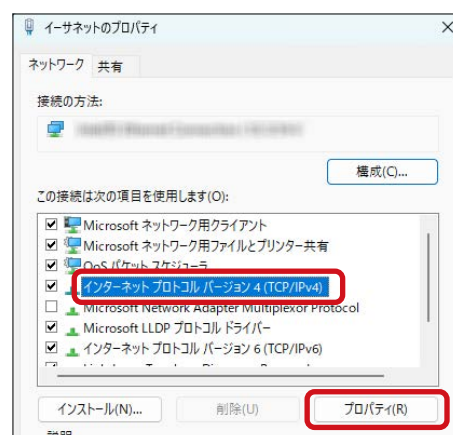 イーサネットのプロパティ
ネットワーク 共有
接続の方法:
構成(C)...
この接続は次の項目を使用します(O):
Microsoft ネットワーク用クライアント
Microsoft ネットワーク用ファイルとプリンター共有
QoS パケット スケジューラ
インターネット プロトコル バージョン 4 (TCP/IPv4)
Microsoft Network Adapter Multiplexor Protocol
Microsoft LLDP プロトコル ドライバー
インターネット プロトコル バージョン 6 (TCP/IPv6)
インストール(N)... 削除(U) プロパティ(R)
説明